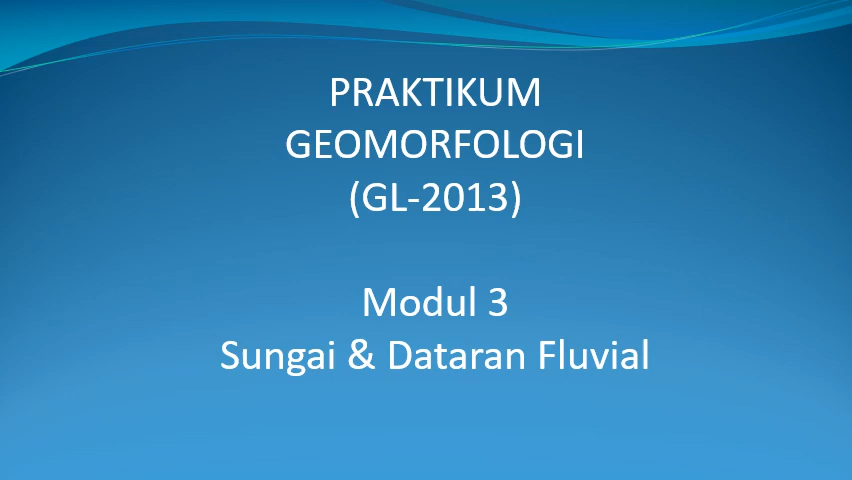 PRAKTIKUM
GEOMORFOLOGI
(GL-2013)
Modul 3
Sungai & Dataran Fluvial